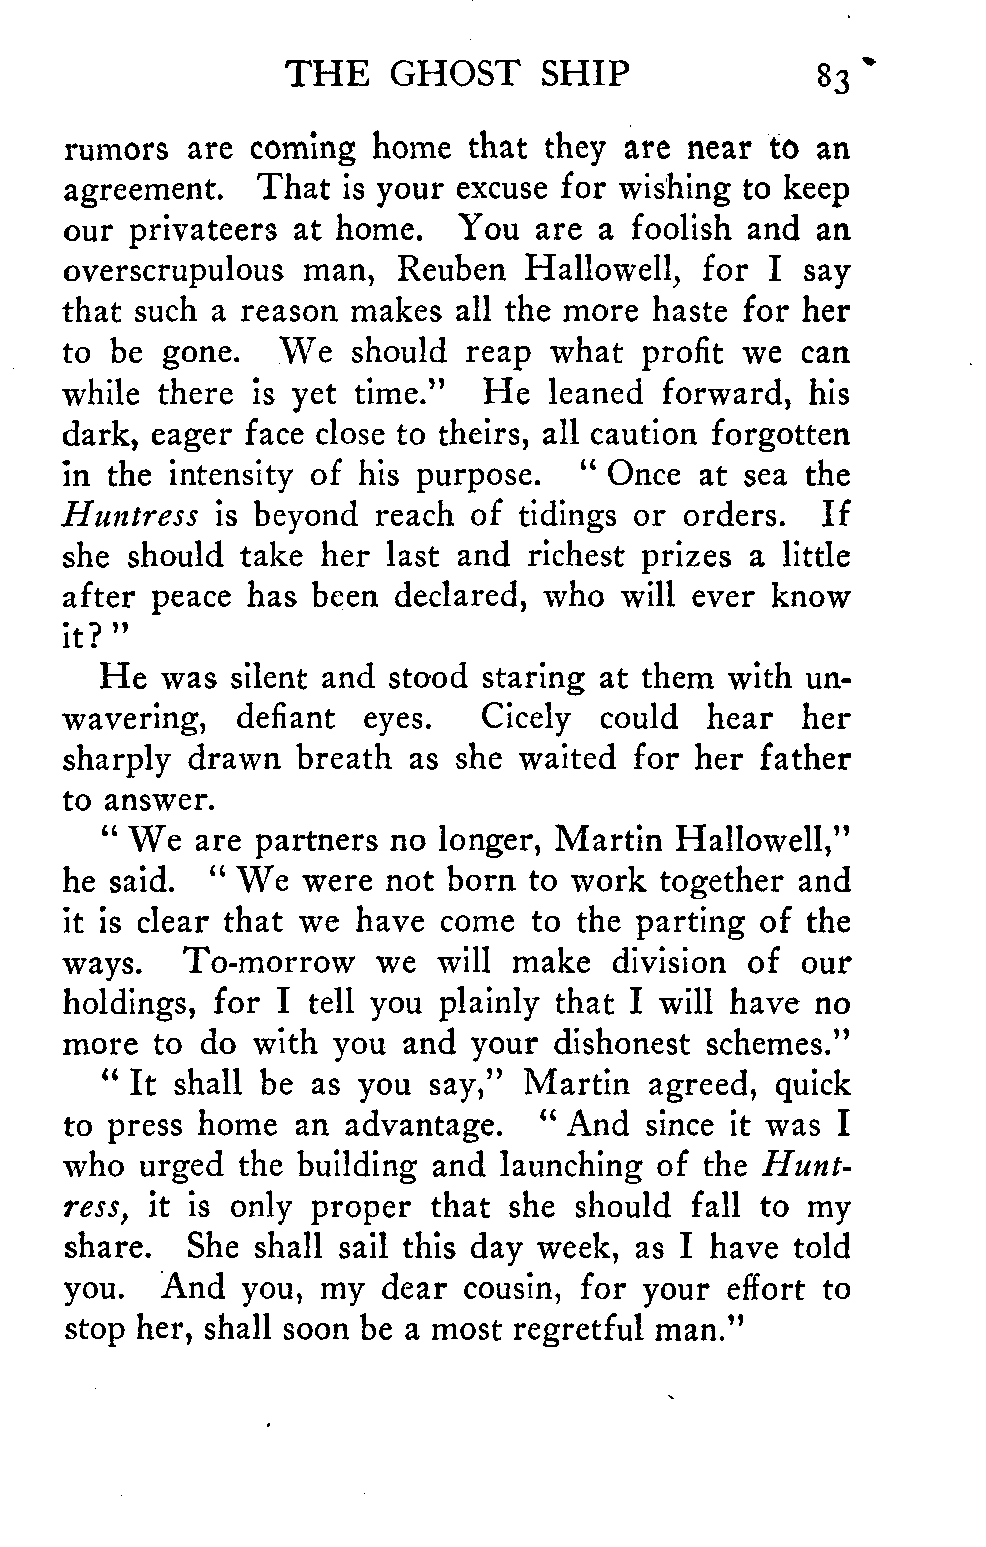 THE GHOST SHIP 83
rumors are coming home that they are near to an
agreement. That is your excuse for wishing to keep
our privateers at home. You are a foolish and an
overscrupulous man, Reuben Hallowell, for I say
that such a reason makes all the more haste for her
to be gone. We should reap what profit we can
while there is yet time." He leaned forward, his
dark, eager face close to theirs, all caution forgotten
in the intensity of his purpose. "Once at sea the
Huntress is beyond reach of tidings or orders. If
she should take her last and richest prizes a little
after peace has been declared, who will ever know
it?"
He was silent and stood staring at them with un-
wavering, defiant eyes. Cicely could hear her
sharply drawn breath as she waited for her father
to answer.
"We are partners no longer, Martin Hallowell,"
he said. "We were not born to work together and
it is clear that we have come to the parting of the
ways. To-morrow we will make division of our
holdings, for I tell you plainly that I will have no
more to do with you and your dishonest schemes."
"It shall be as you say," Martin agreed, quick
to press home an advantage. "And since it was I
who urged the building and launching of the Hunt-
ress, it is only proper that she should fall to my
share. She shall sail this day week, as I have told
you. And you, my dear cousin, for your effort to
stop her, shall soon be a most regretful man."